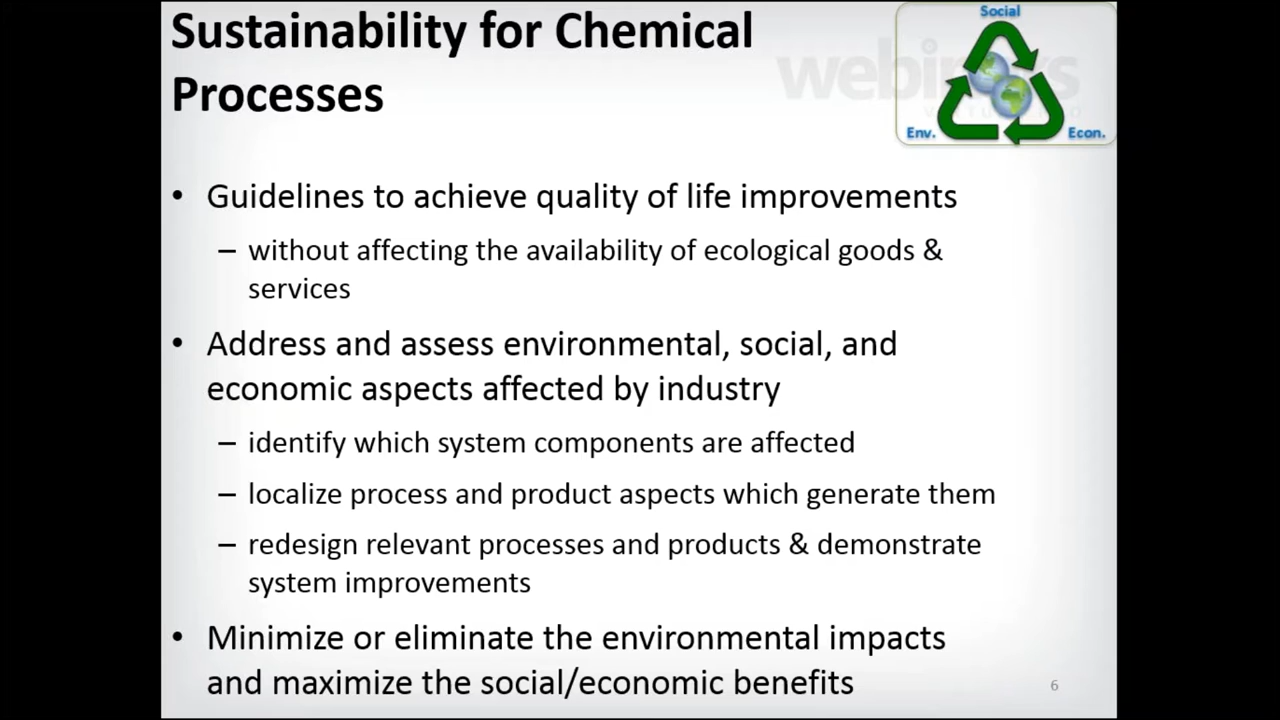 Sustainability for Chemical
Processes
Social
Env.
Econ.
• Guidelines to achieve quality of life improvements
– without affecting the availability of ecological goods &
services
• Address and assess environmental, social, and
economic aspects affected by industry
– identify which system components are affected
– localize process and product aspects which generate them
– redesign relevant processes and products & demonstrate
system improvements
• Minimize or eliminate the environmental impacts
and maximize the social/economic benefits
6